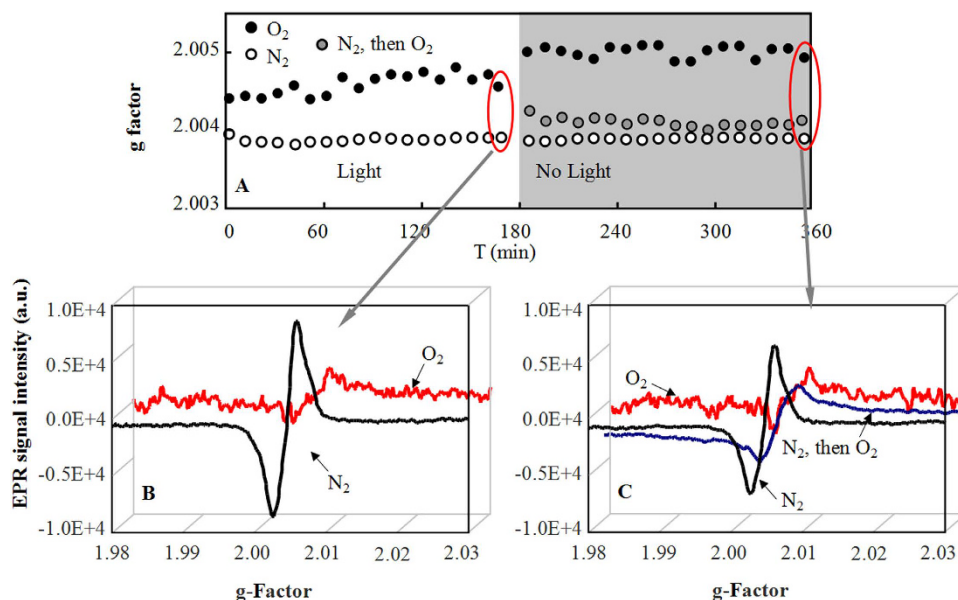 2.005
2.004
2.003
g factor
O2
N2
N2, then O2
Light
No Light
A
0
60
120
180
240
300
360
T (min)
EPR signal intensity (a.u.)
1.0E+4
0.5E+4
0.0E+4
-0.5E+4
-1.0E+4
O2
N2
B
1.98
1.99
2.00
2.01
2.02
2.03
g-Factor
1.0E+4
0.5E+4
0.0E+4
-0.5E+4
-1.0E+4
O2
N2, then O2
N2
C
1.98
1.99
2.00
2.01
2.02
2.03
g-Factor